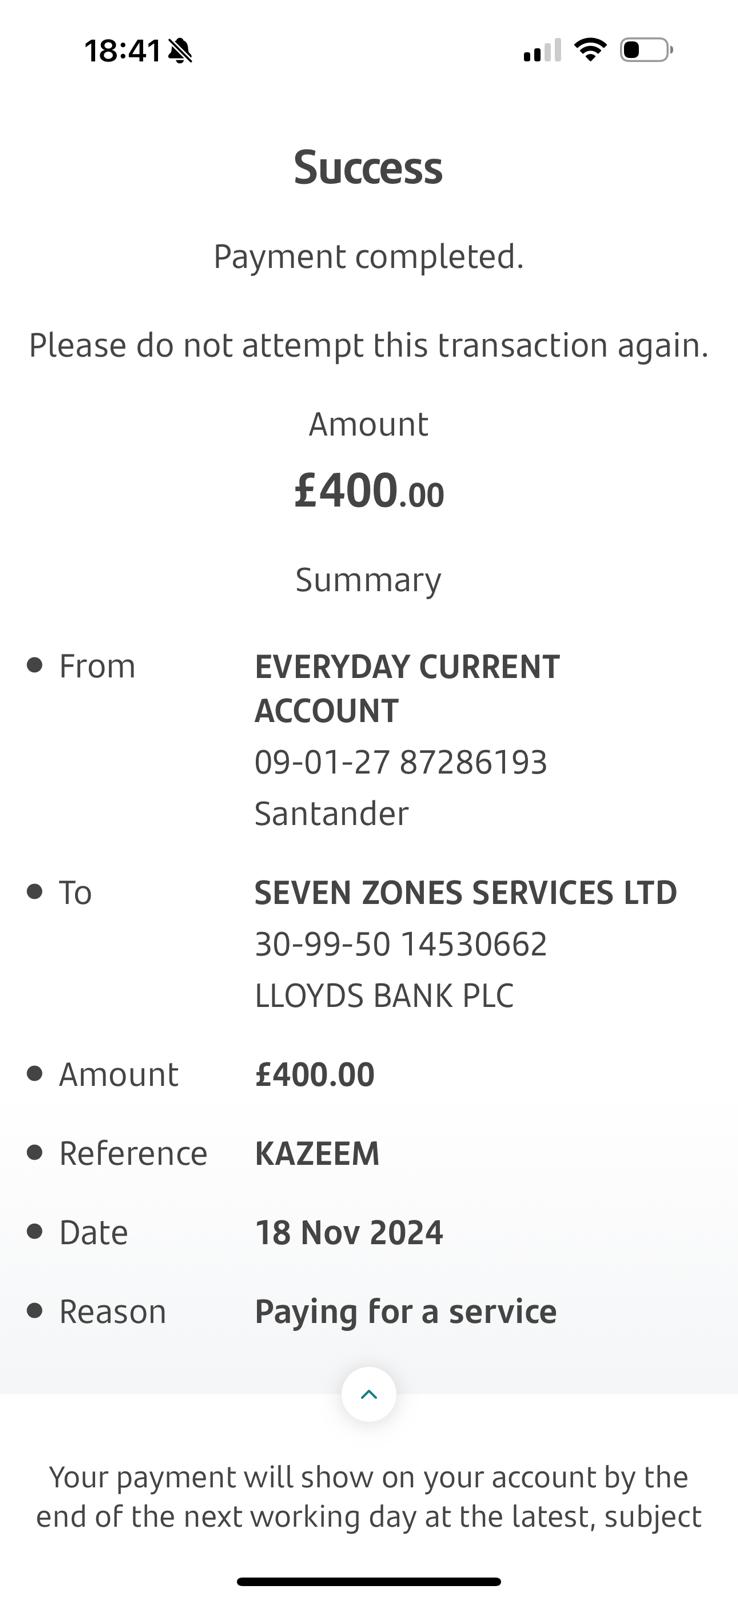 18:41
Success
Payment completed.
Please do not attempt this transaction again.
Amount
£400.00
Summary
• From EVERYDAY CURRENT
ACCOUNT
09-01-27 87286193
Santander
• To SEVEN ZONES SERVICES LTD
30-99-50 14530662
LLOYDS BANK PLC
• Amount £400.00
• Reference KAZEEM
• Date 18 Nov 2024
• Reason Paying for a service
Your payment will show on your account by the
end of the next working day at the latest, subject